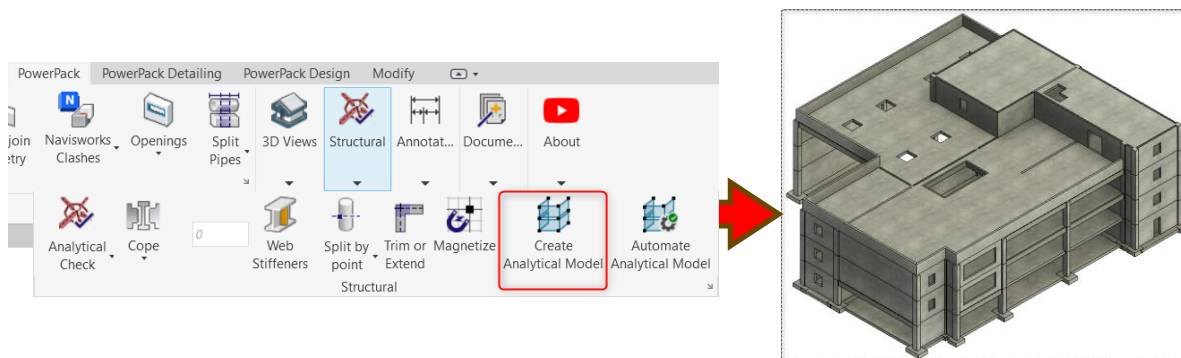 PowerPack PowerPack Detailing PowerPack Design Modify
N
join Navisworks Openings Split 3D Views Structural Annotat... Docume... About
etry Clashes Pipes
0
Analytical Cope Web Split by Trim or Magnetize Create Automate
Check Stiffeners point Extend Analytical Model Analytical Model
Structural